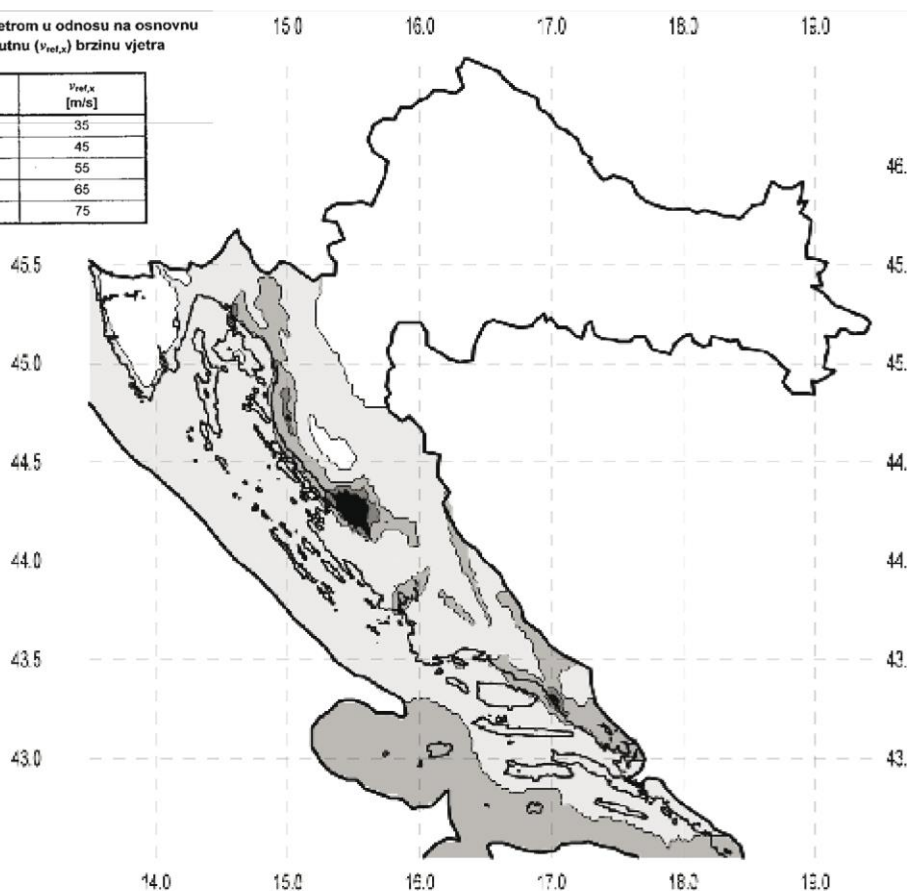 etrom u odnosu na osnovnu
utnu (vref,x) brzinu vjetra
vref,x
[m/s]
35
45
55
65
75
15.0 16.0 17.0 18.0 19.0
46.
45.5 45.
45.0 45.
44.5 44.
44.0 44.
43.5 43.
43.0 43.
14.0 15.0 16.0 17.0 18.0 19.0